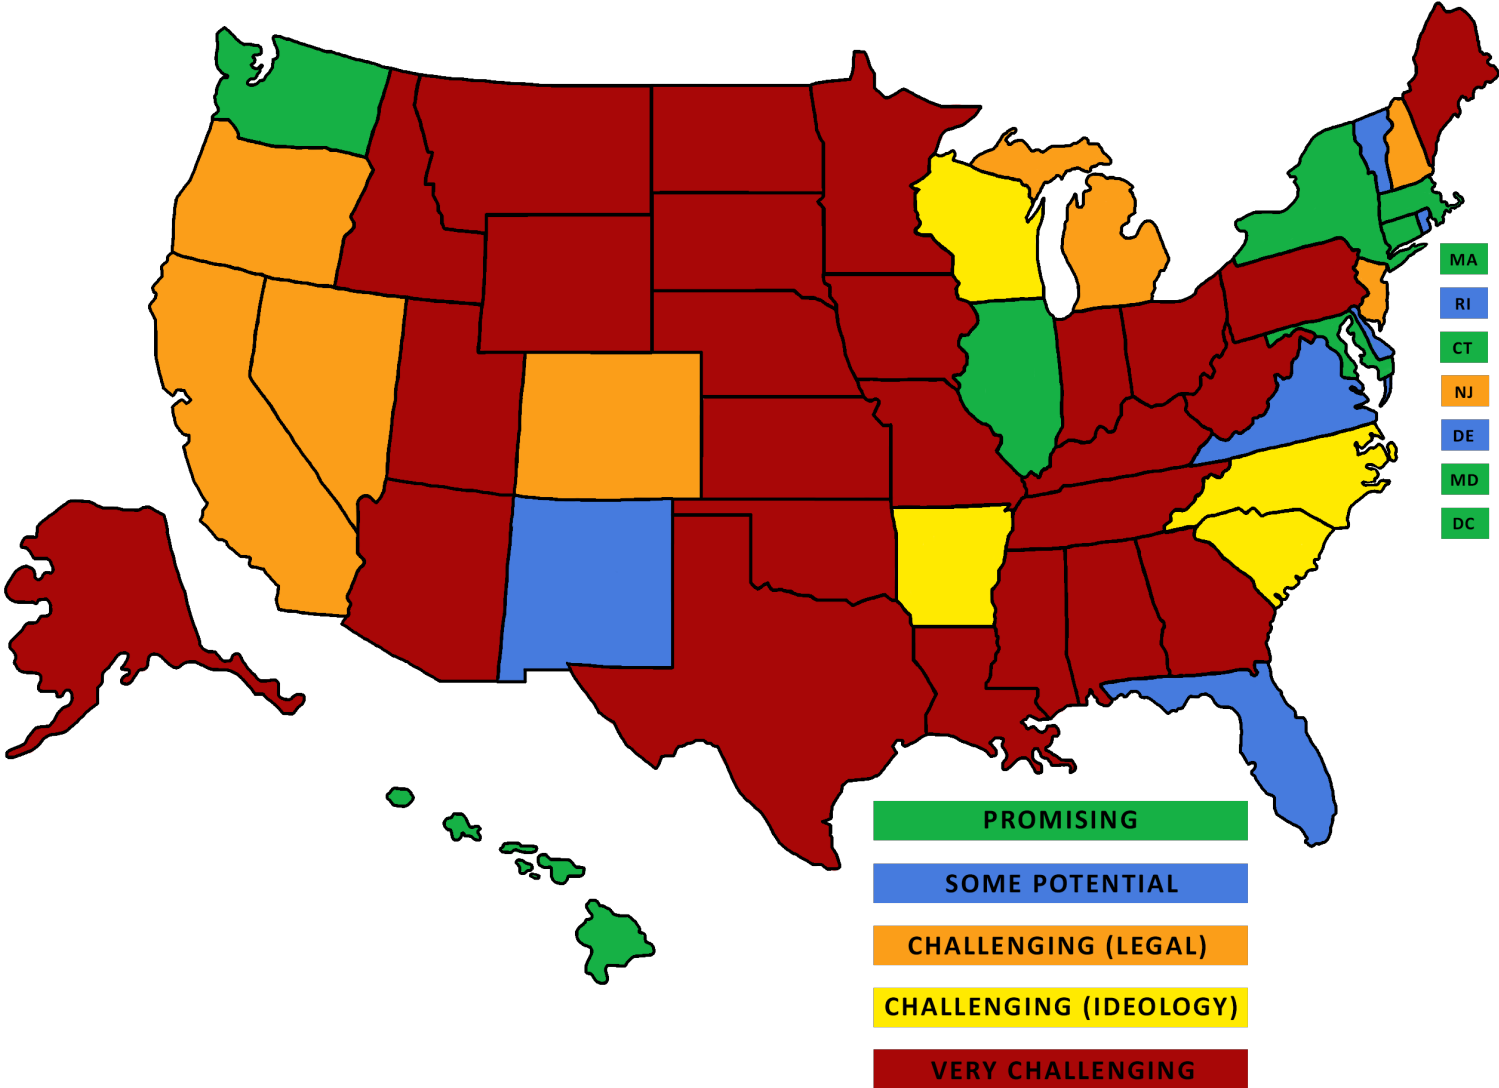 MA
RI
CT
NJ
DE
MD
DC
PROMISING
SOME POTENTIAL
CHALLENGING (LEGAL)
CHALLENGING (IDEOLOGY)
VERY CHALLENGING